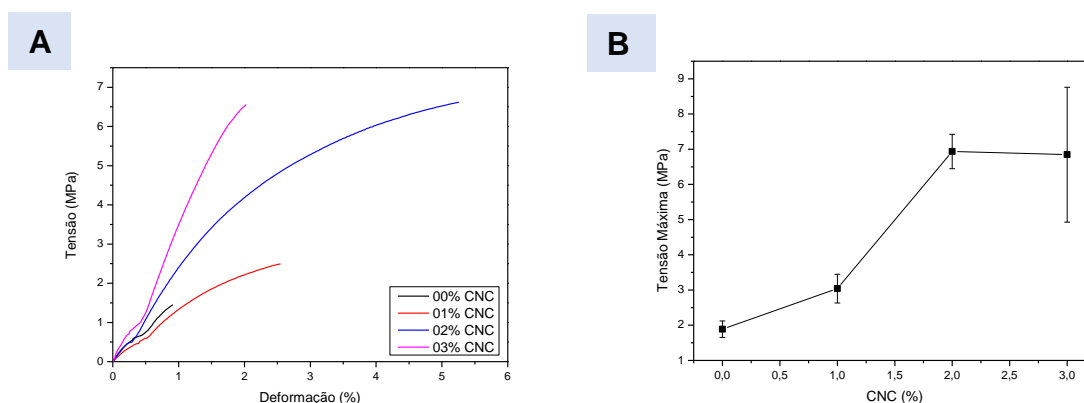 A
Tensão (MPa)
7
6
5
4
3
2
1
0
0 1 2 3 4 5 6
Deformação (%)
00% CNC
01% CNC
02% CNC
03% CNC
B
Tensão Máxima (MPa)
9
8
7
6
5
4
3
2
1
0,0 0,5 1,0 1,5 2,0 2,5 3,0
CNC (%)